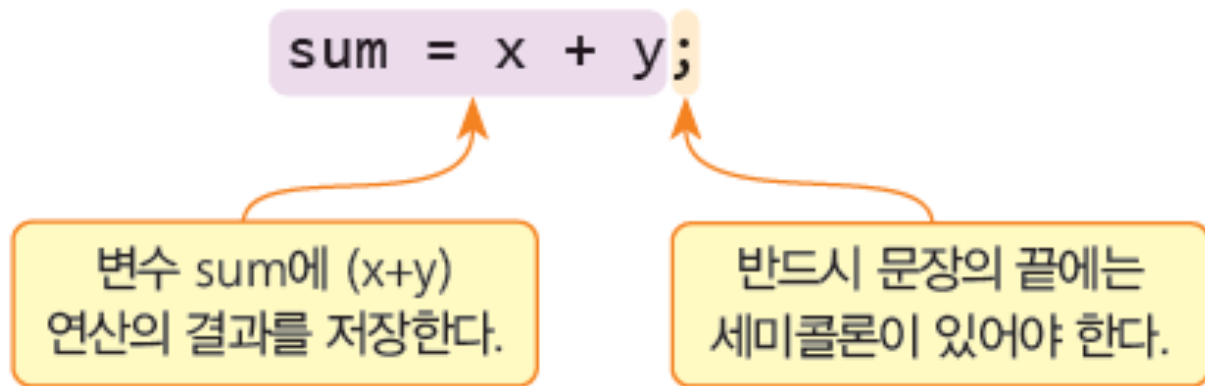 sum = x + y;
변수 sum에 (x+y)
연산의 결과를 저장한다.
반드시 문장의 끝에는
세미콜론이 있어야 한다.